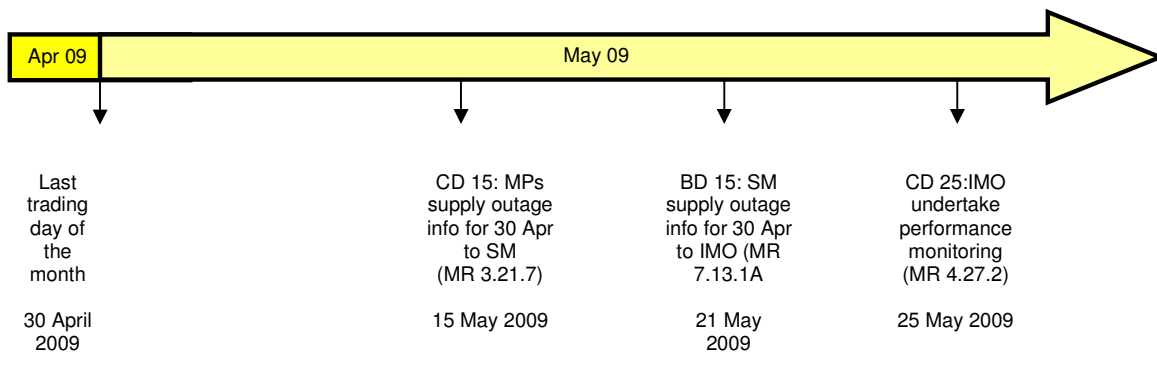 Apr 09
May 09
Last
trading
day of
the
month
30 April
2009
CD 15: MPs
supply outage
info for 30 Apr
to SM
(MR 3.21.7)
15 May 2009
BD 15: SM
supply outage
info for 30 Apr
to IMO (MR
7.13.1A
21 May
2009
CD 25:IMO
undertake
performance
monitoring
(MR 4.27.2)
25 May 2009